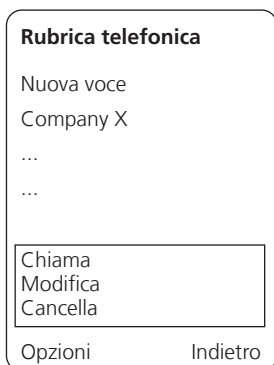 Rubrica telefonica
Nuova voce
Company X
...
...
Chiama
Modifica
Cancella
Opzioni Indietro